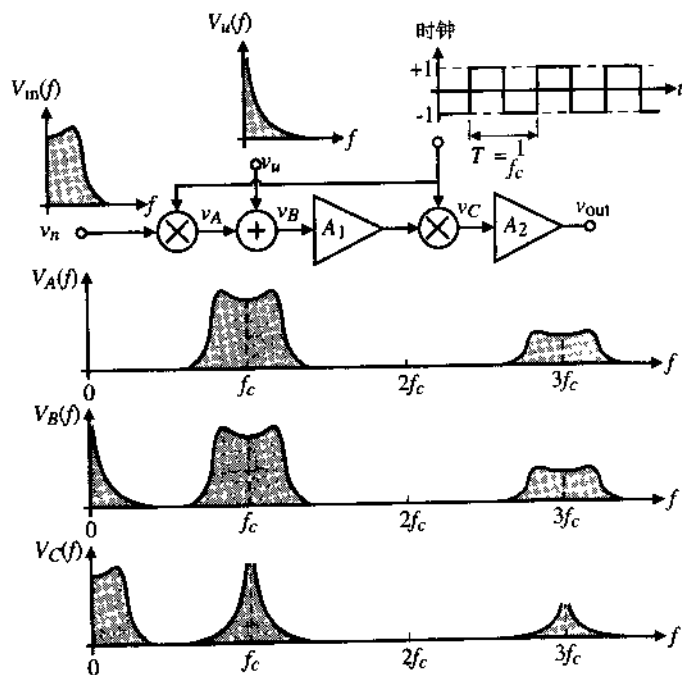 V_u(f)
时钟
V_in(f)
+1
-1
t
f
T = 1/f_c
v_u
f
v_n
v_A
v_B
A_1
v_C
A_2
v_out
V_A(f)
0
f_c
2f_c
3f_c
f
V_B(f)
0
f_c
2f_c
3f_c
f
V_C(f)
0
f_c
2f_c
3f_c
f